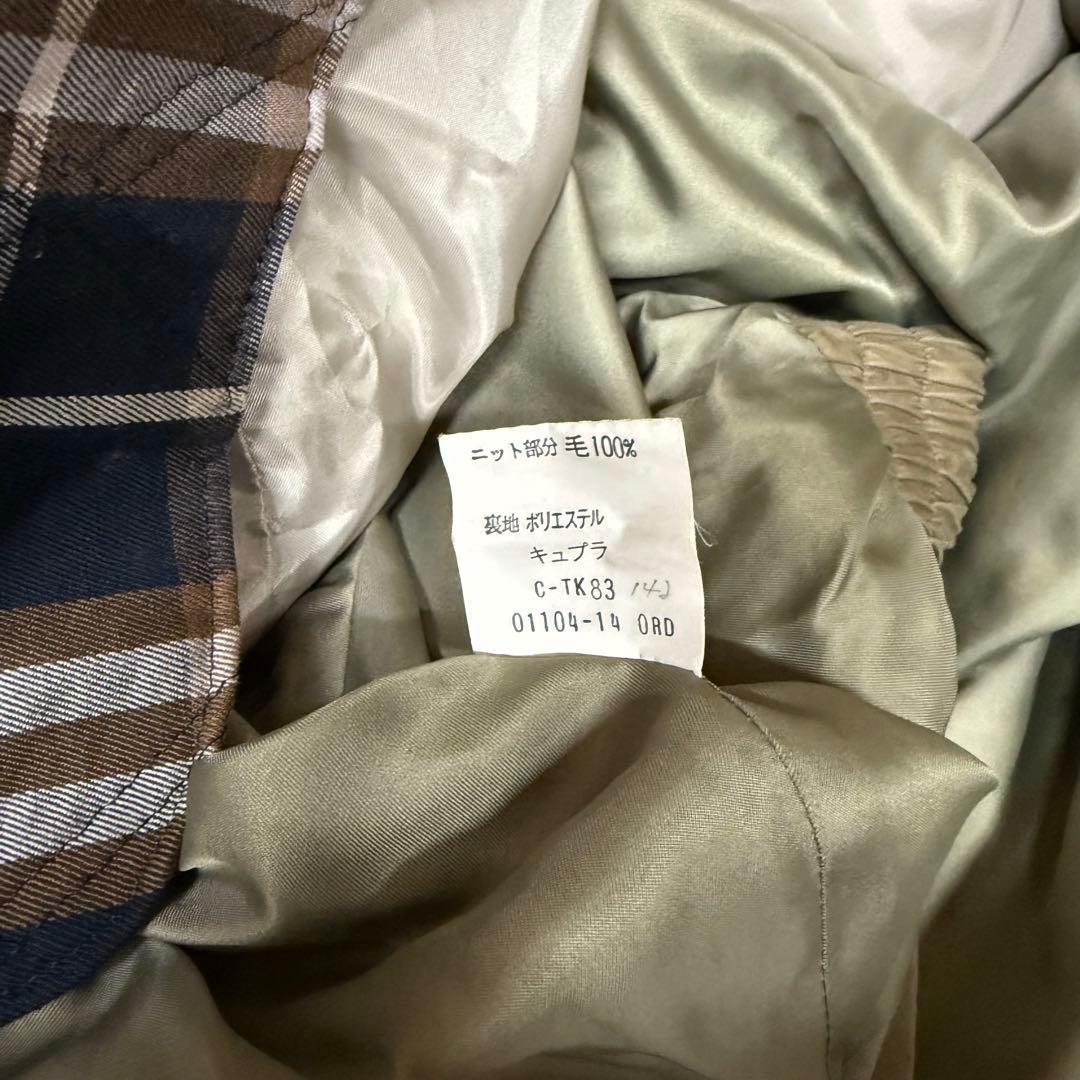 ニット部分 毛100%
裏地 ポリエステル
キュプラ
C-TK83 142
01104-14 ORD